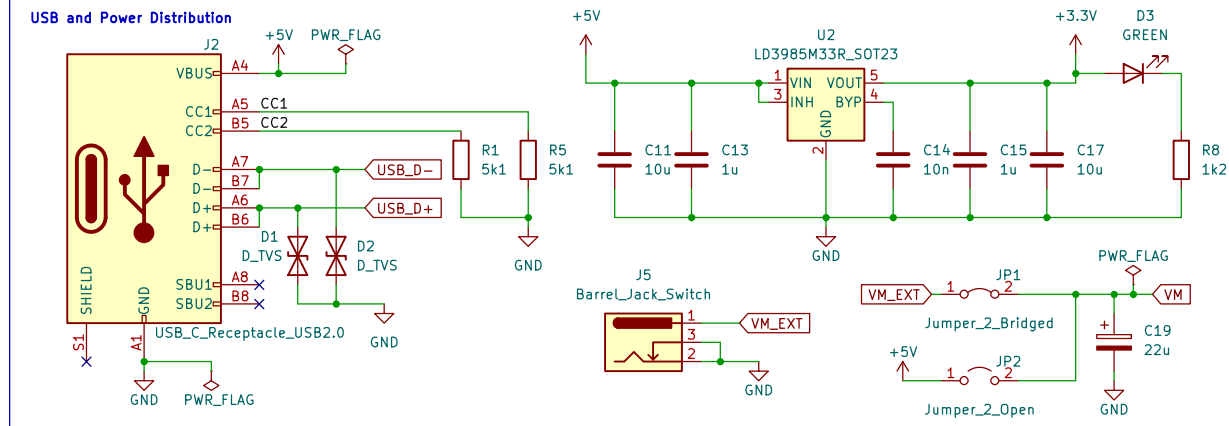 USB and Power Distribution
J2
+5V
PWR_FLAG
VBUS
A4
CC1
A5
CC1
CC2
B5
CC2
D-
A7
USB_D-
D-
B7
D+
A6
USB_D+
D+
B6
R1
5k1
R5
5k1
GND
D1
D_TVS
D2
D_TVS
GND
SBU1
A8
SBU2
B8
SHIELD
GND
S1
A1
USB_C_Receptacle_USB2.0
GND
PWR_FLAG
+5V
U2
LD3985M33R_SOT23
1
VIN
VOUT
5
3
INH
BYP
4
GND
2
+3.3V
D3
GREEN
C11
10u
C13
1u
C14
10n
C15
1u
C17
10u
R8
1k2
GND
J5
Barrel_Jack_Switch
1
VM_EXT
3
2
GND
VM_EXT
1
JP1
2
Jumper_2_Bridged
PWR_FLAG
VM
+
C19
22u
GND
+5V
1
JP2
2
Jumper_2_Open